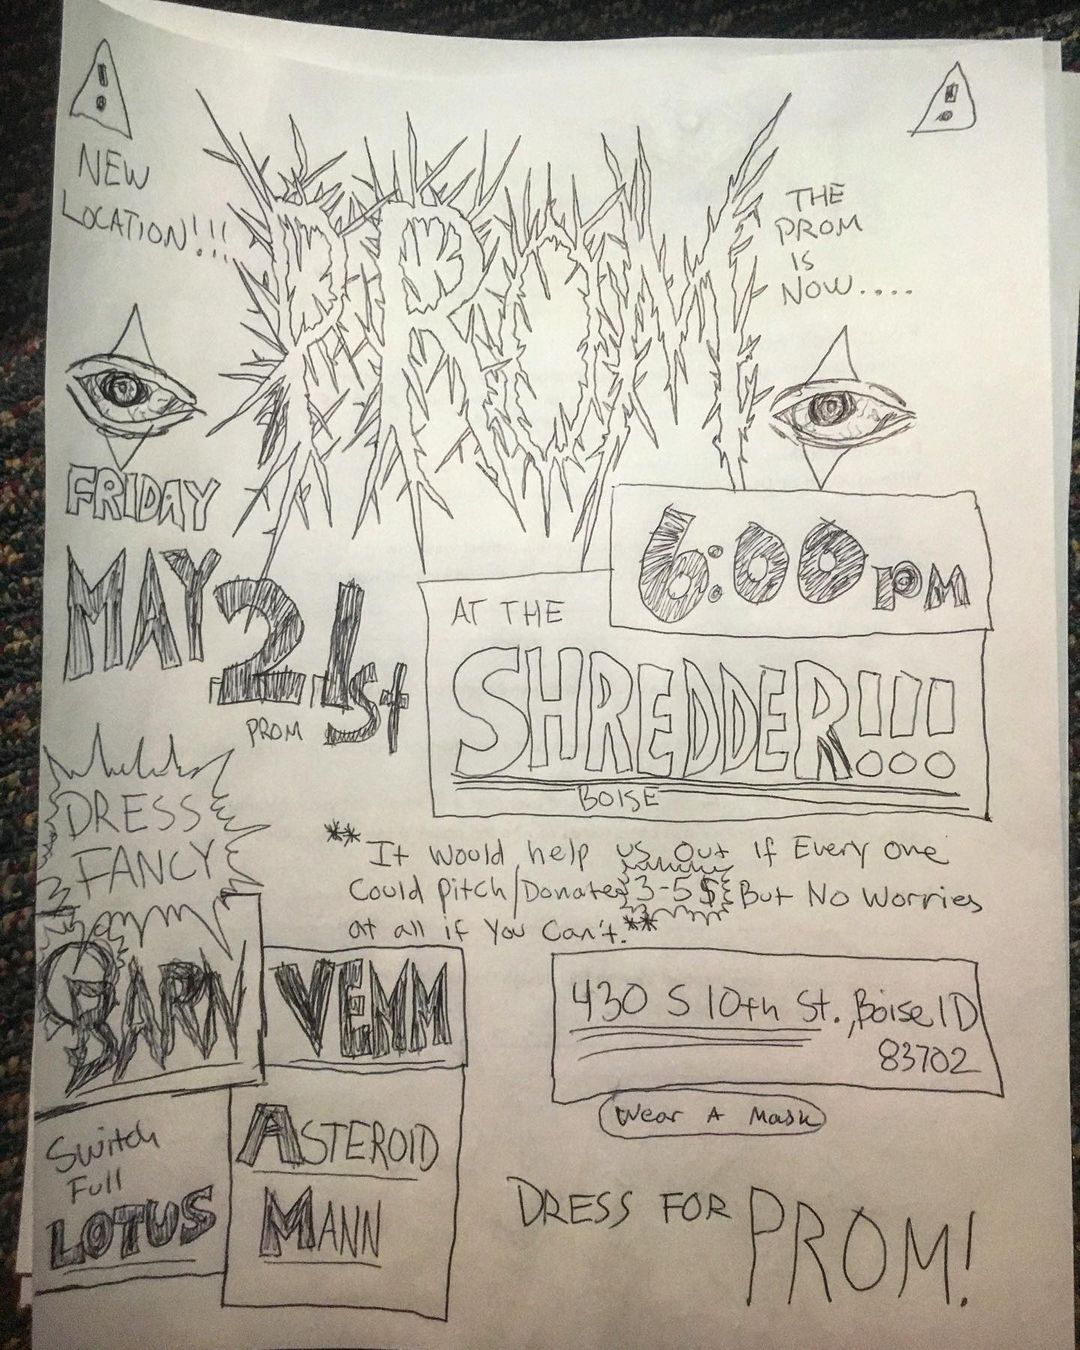 NEW
LOCATION!!!
PROM
THE
PROM
IS
NOW....
FRIDAY
MAY 21st
PROM
6:00 PM
AT THE
SHREDDER!!!
BOISE
DRESS
FANCY
**It Would help us out if Every one
Could Pitch/Donate 3-5$ But No Worries
at all if You Can't.**
BARN
VEMM
430 S 10th St., Boise ID
83702
Wear A Mask
Switch
Full
LOTUS
ASTEROID
MANN
DRESS FOR PROM!